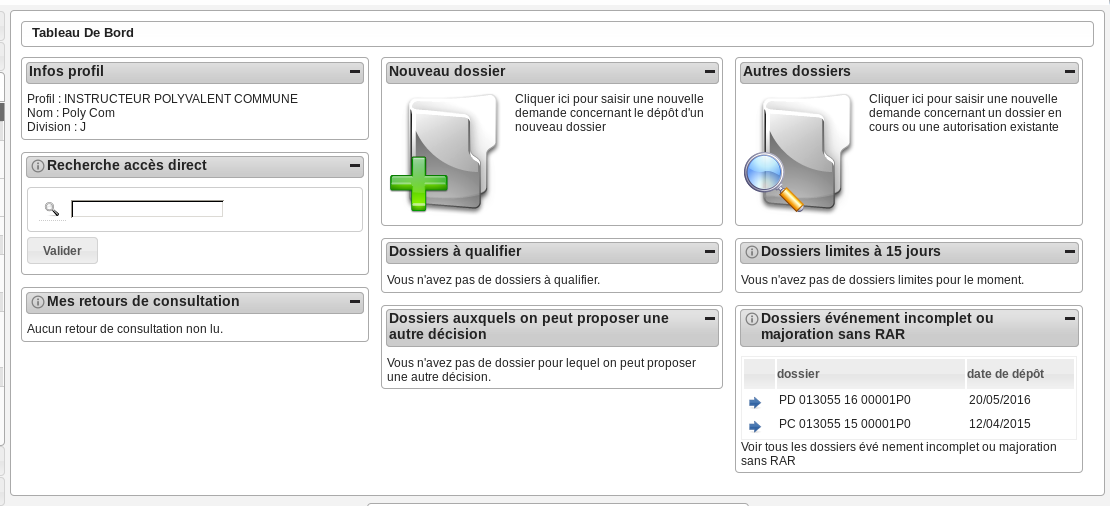 Tableau De Bord
Infos profil
Profil : INSTRUCTEUR POLYVALENT COMMUNE
Nom : Poly Com
Division : J
Recherche accès direct
Valider
Mes retours de consultation
Aucun retour de consultation non lu.
Nouveau dossier
Cliquer ici pour saisir une nouvelle
demande concernant le dépôt d'un
nouveau dossier
Dossiers à qualifier
Vous n'avez pas de dossiers à qualifier.
Dossiers auxquels on peut proposer une
autre décision
Vous n'avez pas de dossier pour lequel on peut proposer
une autre décision.
Autres dossiers
Cliquer ici pour saisir une nouvelle
demande concernant un dossier en
cours ou une autorisation existante
Dossiers limites à 15 jours
Vous n'avez pas de dossiers limites pour le moment.
Dossiers événement incomplet ou
majoration sans RAR
dossier date de dépôt
PD 013055 16 00001P0 20/05/2016
PC 013055 15 00001P0 12/04/2015
Voir tous les dossiers évé nement incomplet ou majoration
sans RAR